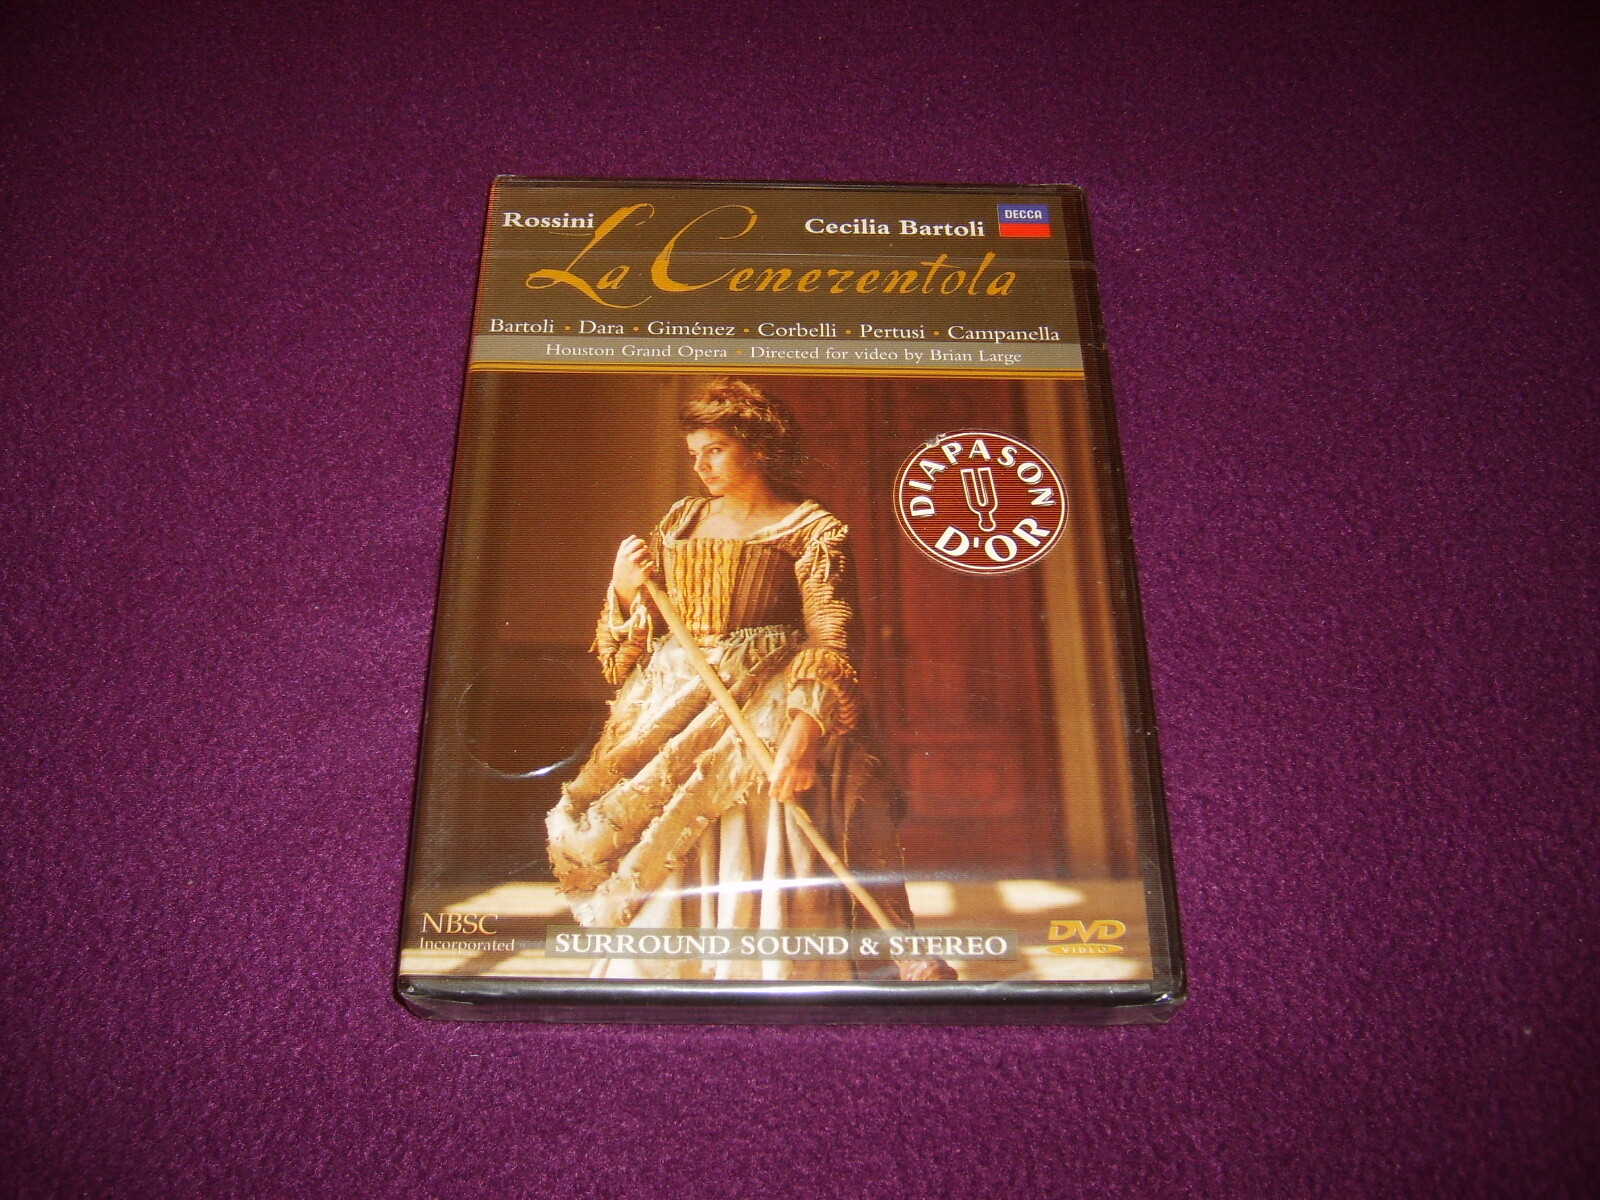 Rossini
Cecilia Bartoli
DECCA
La Cenerentola
Bartoli • Dara • Giménez • Corbelli • Pertusi • Campanella
Houston Grand Opera • Directed for video by Brian Large
DIAPASON
D'OR
NBSC
Incorporated
SURROUND SOUND & STEREO
DVD
VIDEO